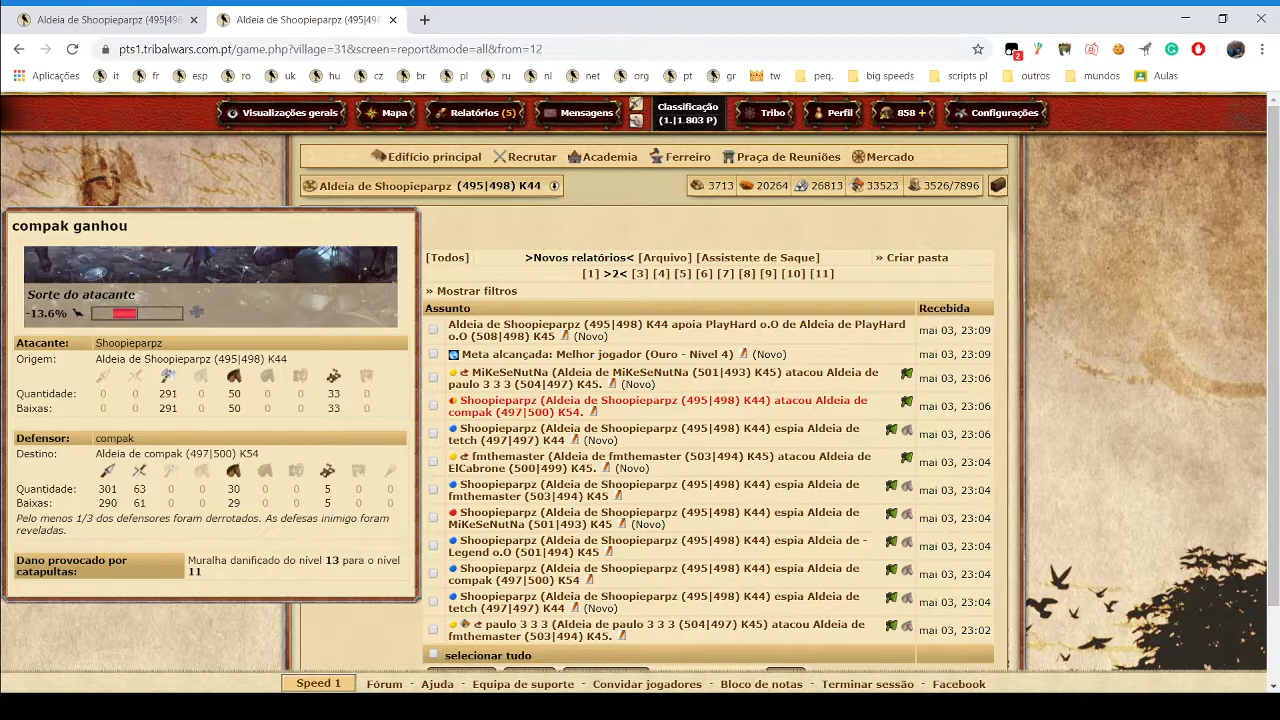 Aldeia de Shoopieparpz (495|498
Aldeia de Shoopieparpz (495|498
pts1.tribalwars.com.pt/game.php?village=31&screen=report&mode=all&from=12
2
Aplicações it fr esp ro uk hu cz br pl ru nl net org pt gr tw peq. big speeds scripts pl outros mundos Aulas
Visualizações gerais Mapa Relatórios (5) Mensagens Classificação Tribo Perfil 858 + Configurações
(1.|1.803 P)
Edifício principal Recrutar Academia Ferreiro Praça de Reuniões Mercado
Aldeia de Shoopieparpz (495|498) K44 3713 20264 26813 33523 3526/7896
compak ganhou
Sorte do atacante
-13.6%
Atacante: Shoopieparpz
Origem: Aldeia de Shoopieparpz (495|498) K44
Quantidade: 0 0 291 0 50 0 0 33 0
Baixas: 0 0 291 0 50 0 0 33 0
Defensor: compak
Destino: Aldeia de compak (497|500) K54
Quantidade: 301 63 0 0 30 0 0 5 0 0
Baixas: 290 61 0 0 29 0 0 5 0 0
Pelo menos 1/3 dos defensores foram derrotados. As defesas inimigo foram
reveladas.
Dano provocado por catapultas: Muralha danificado do nível 13 para o nível
11
[Todos] >Novos relatórios< [Arquivo] [Assistente de Saque] » Criar pasta
[1] >2< [3] [4] [5] [6] [7] [8] [9] [10] [11]
» Mostrar filtros
Assunto Recebida
Aldeia de Shoopieparpz (495|498) K44 apoia PlayHard o.O de Aldeia de PlayHard
o.O (508|498) K45 (Novo) mai 03, 23:09
Meta alcançada: Melhor jogador (Ouro - Nível 4) (Novo) mai 03, 23:09
MiKeSeNutNa (Aldeia de MiKeSeNutNa (501|493) K45) atacou Aldeia de
paulo 3 3 3 (504|497) K45. (Novo) mai 03, 23:06
Shoopieparpz (Aldeia de Shoopieparpz (495|498) K44) atacou Aldeia de
compak (497|500) K54. mai 03, 23:06
Shoopieparpz (Aldeia de Shoopieparpz (495|498) K44) espia Aldeia de
tetch (497|497) K44 (Novo) mai 03, 23:06
fmthemaster (Aldeia de fmthemaster (503|494) K45) atacou Aldeia de
ElCabrone (500|499) K45. (Novo) mai 03, 23:06
Shoopieparpz (Aldeia de Shoopieparpz (495|498) K44) espia Aldeia de
fmthemaster (503|494) K45 mai 03, 23:04
Shoopieparpz (Aldeia de Shoopieparpz (495|498) K44) espia Aldeia de
MiKeSeNutNa (501|493) K45 (Novo) mai 03, 23:04
Shoopieparpz (Aldeia de Shoopieparpz (495|498) K44) espia Aldeia de -
Legend o.O (501|494) K45 mai 03, 23:04
Shoopieparpz (Aldeia de Shoopieparpz (495|498) K44) espia Aldeia de
compak (497|500) K54 mai 03, 23:04
Shoopieparpz (Aldeia de Shoopieparpz (495|498) K44) espia Aldeia de
tetch (497|497) K44 (Novo) mai 03, 23:04
paulo 3 3 3 (Aldeia de paulo 3 3 3 (504|497) K45) atacou Aldeia de
fmthemaster (503|494) K45. mai 03, 23:02
selecionar tudo
Speed 1 Fórum - Ajuda - Equipa de suporte - Convidar jogadores - Bloco de notas - Terminar sessão - Facebook